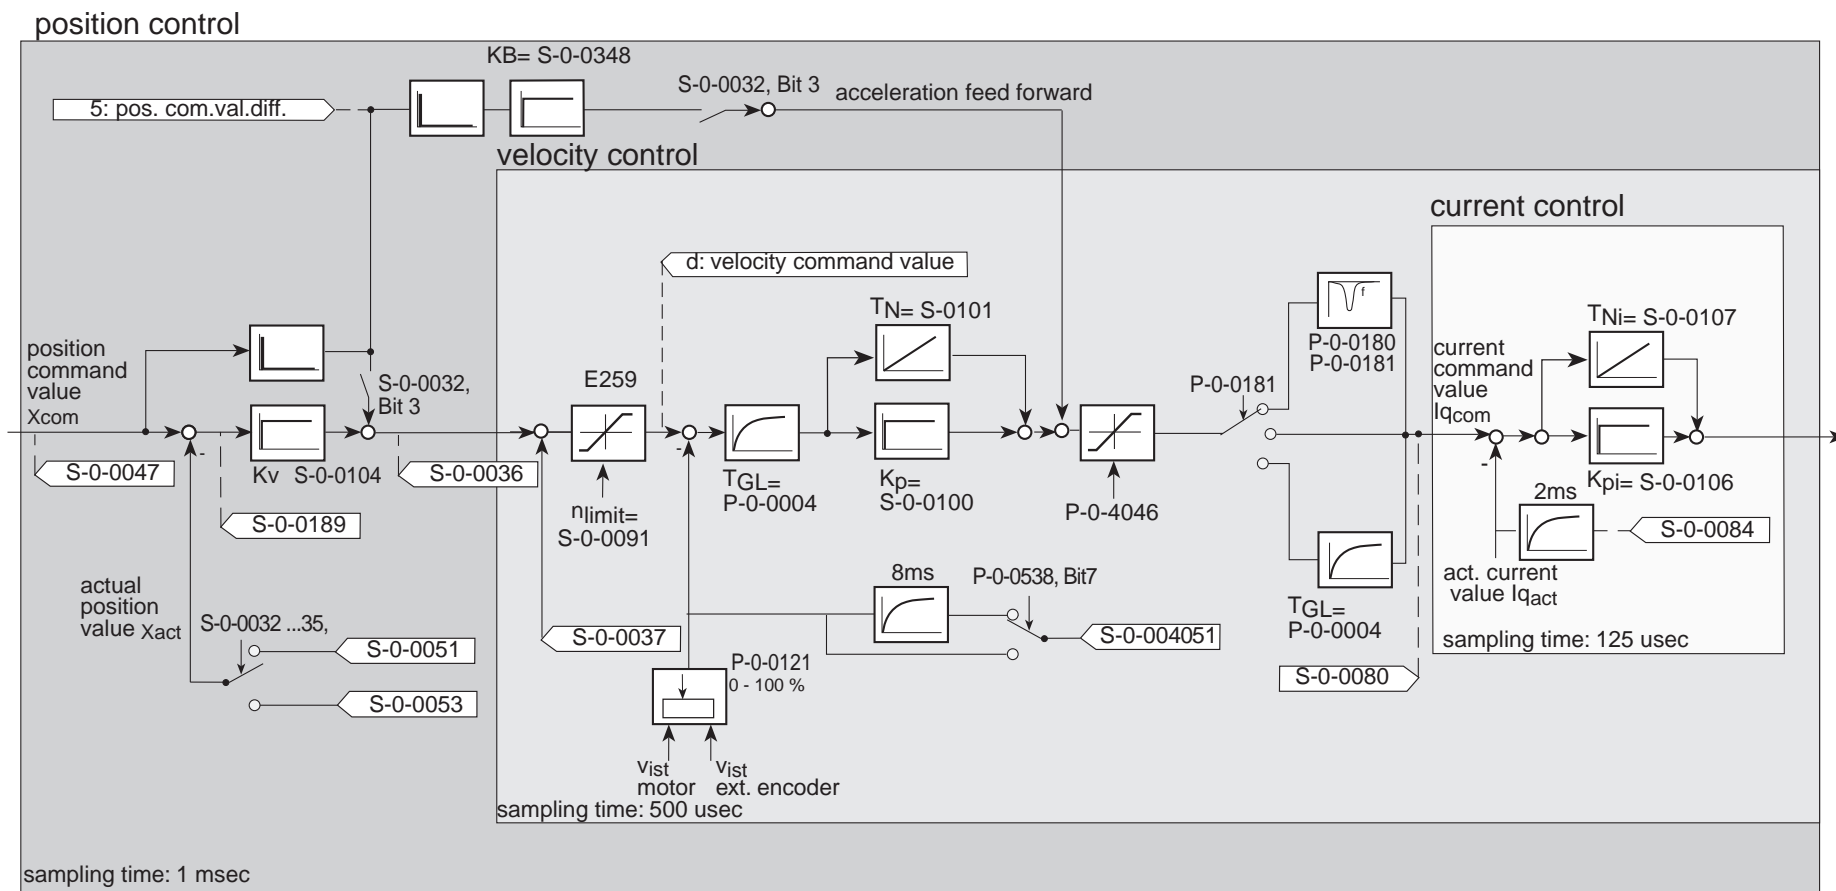 position control
KB= S-0-0348
5: pos. com.val.diff.
S-0-0032, Bit 3
acceleration feed forward
velocity control
current control
d: velocity command value
TN= S-0101
TNi= S-0-0107
position
command
value
Xcom
S-0-0032,
Bit 3
E259
P-0-0181
P-0-0180
P-0-0181
current
command
value
Iqcom
S-0-0047
Kv S-0-0104
S-0-0036
-
-
-
TGL=
P-0-0004
Kp=
S-0-0100
P-0-4046
f
Kpi= S-0-0106
2ms
S-0-0189
nlimit=
S-0-0091
S-0-0084
act. current
value Iqact
actual
position
value Xact
S-0-0032 ...35,
S-0-0051
S-0-0053
S-0-0037
8ms
P-0-0538, Bit7
S-0-004051
TGL=
P-0-0004
sampling time: 125 usec
P-0-0121
0 - 100 %
S-0-0080
vist
motor
vist
ext. encoder
sampling time: 500 usec
sampling time: 1 msec